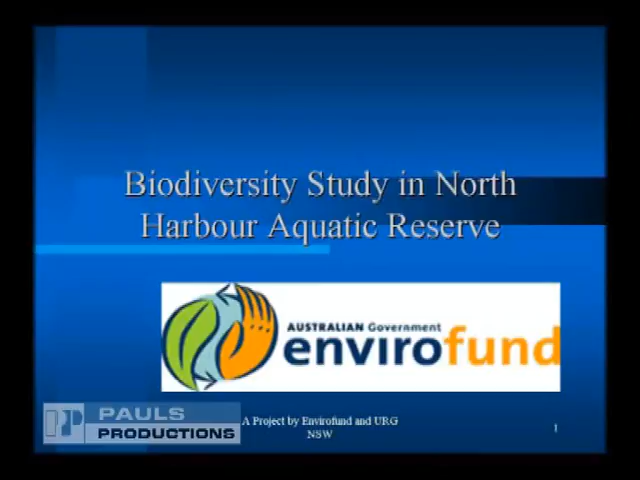 Biodiversity Study in North
Harbour Aquatic Reserve
AUSTRALIAN Government
envirofund
PP PAULS
PRODUCTIONS
A Project by Envirofund and URG
NSW
1